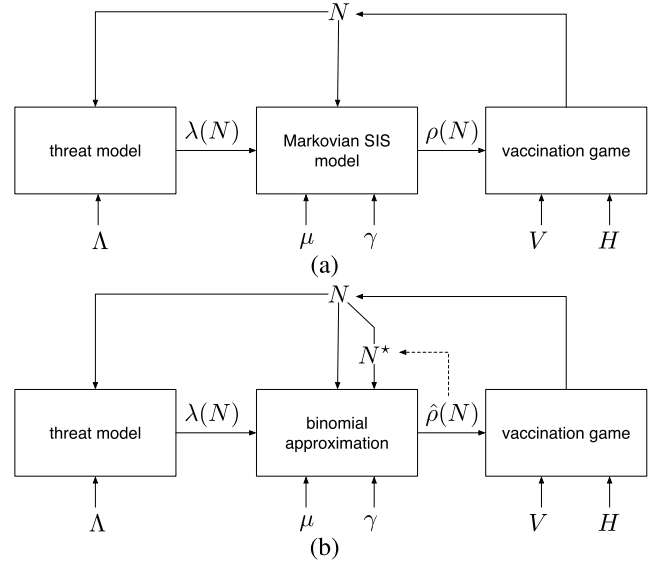 N
λ(N)
ρ(N)
threat model
Markovian SIS
model
vaccination game
Λ
μ
γ
V
H
(a)
N
N⋆
λ(N)
ρ̂(N)
threat model
binomial
approximation
vaccination game
Λ
μ
γ
V
H
(b)